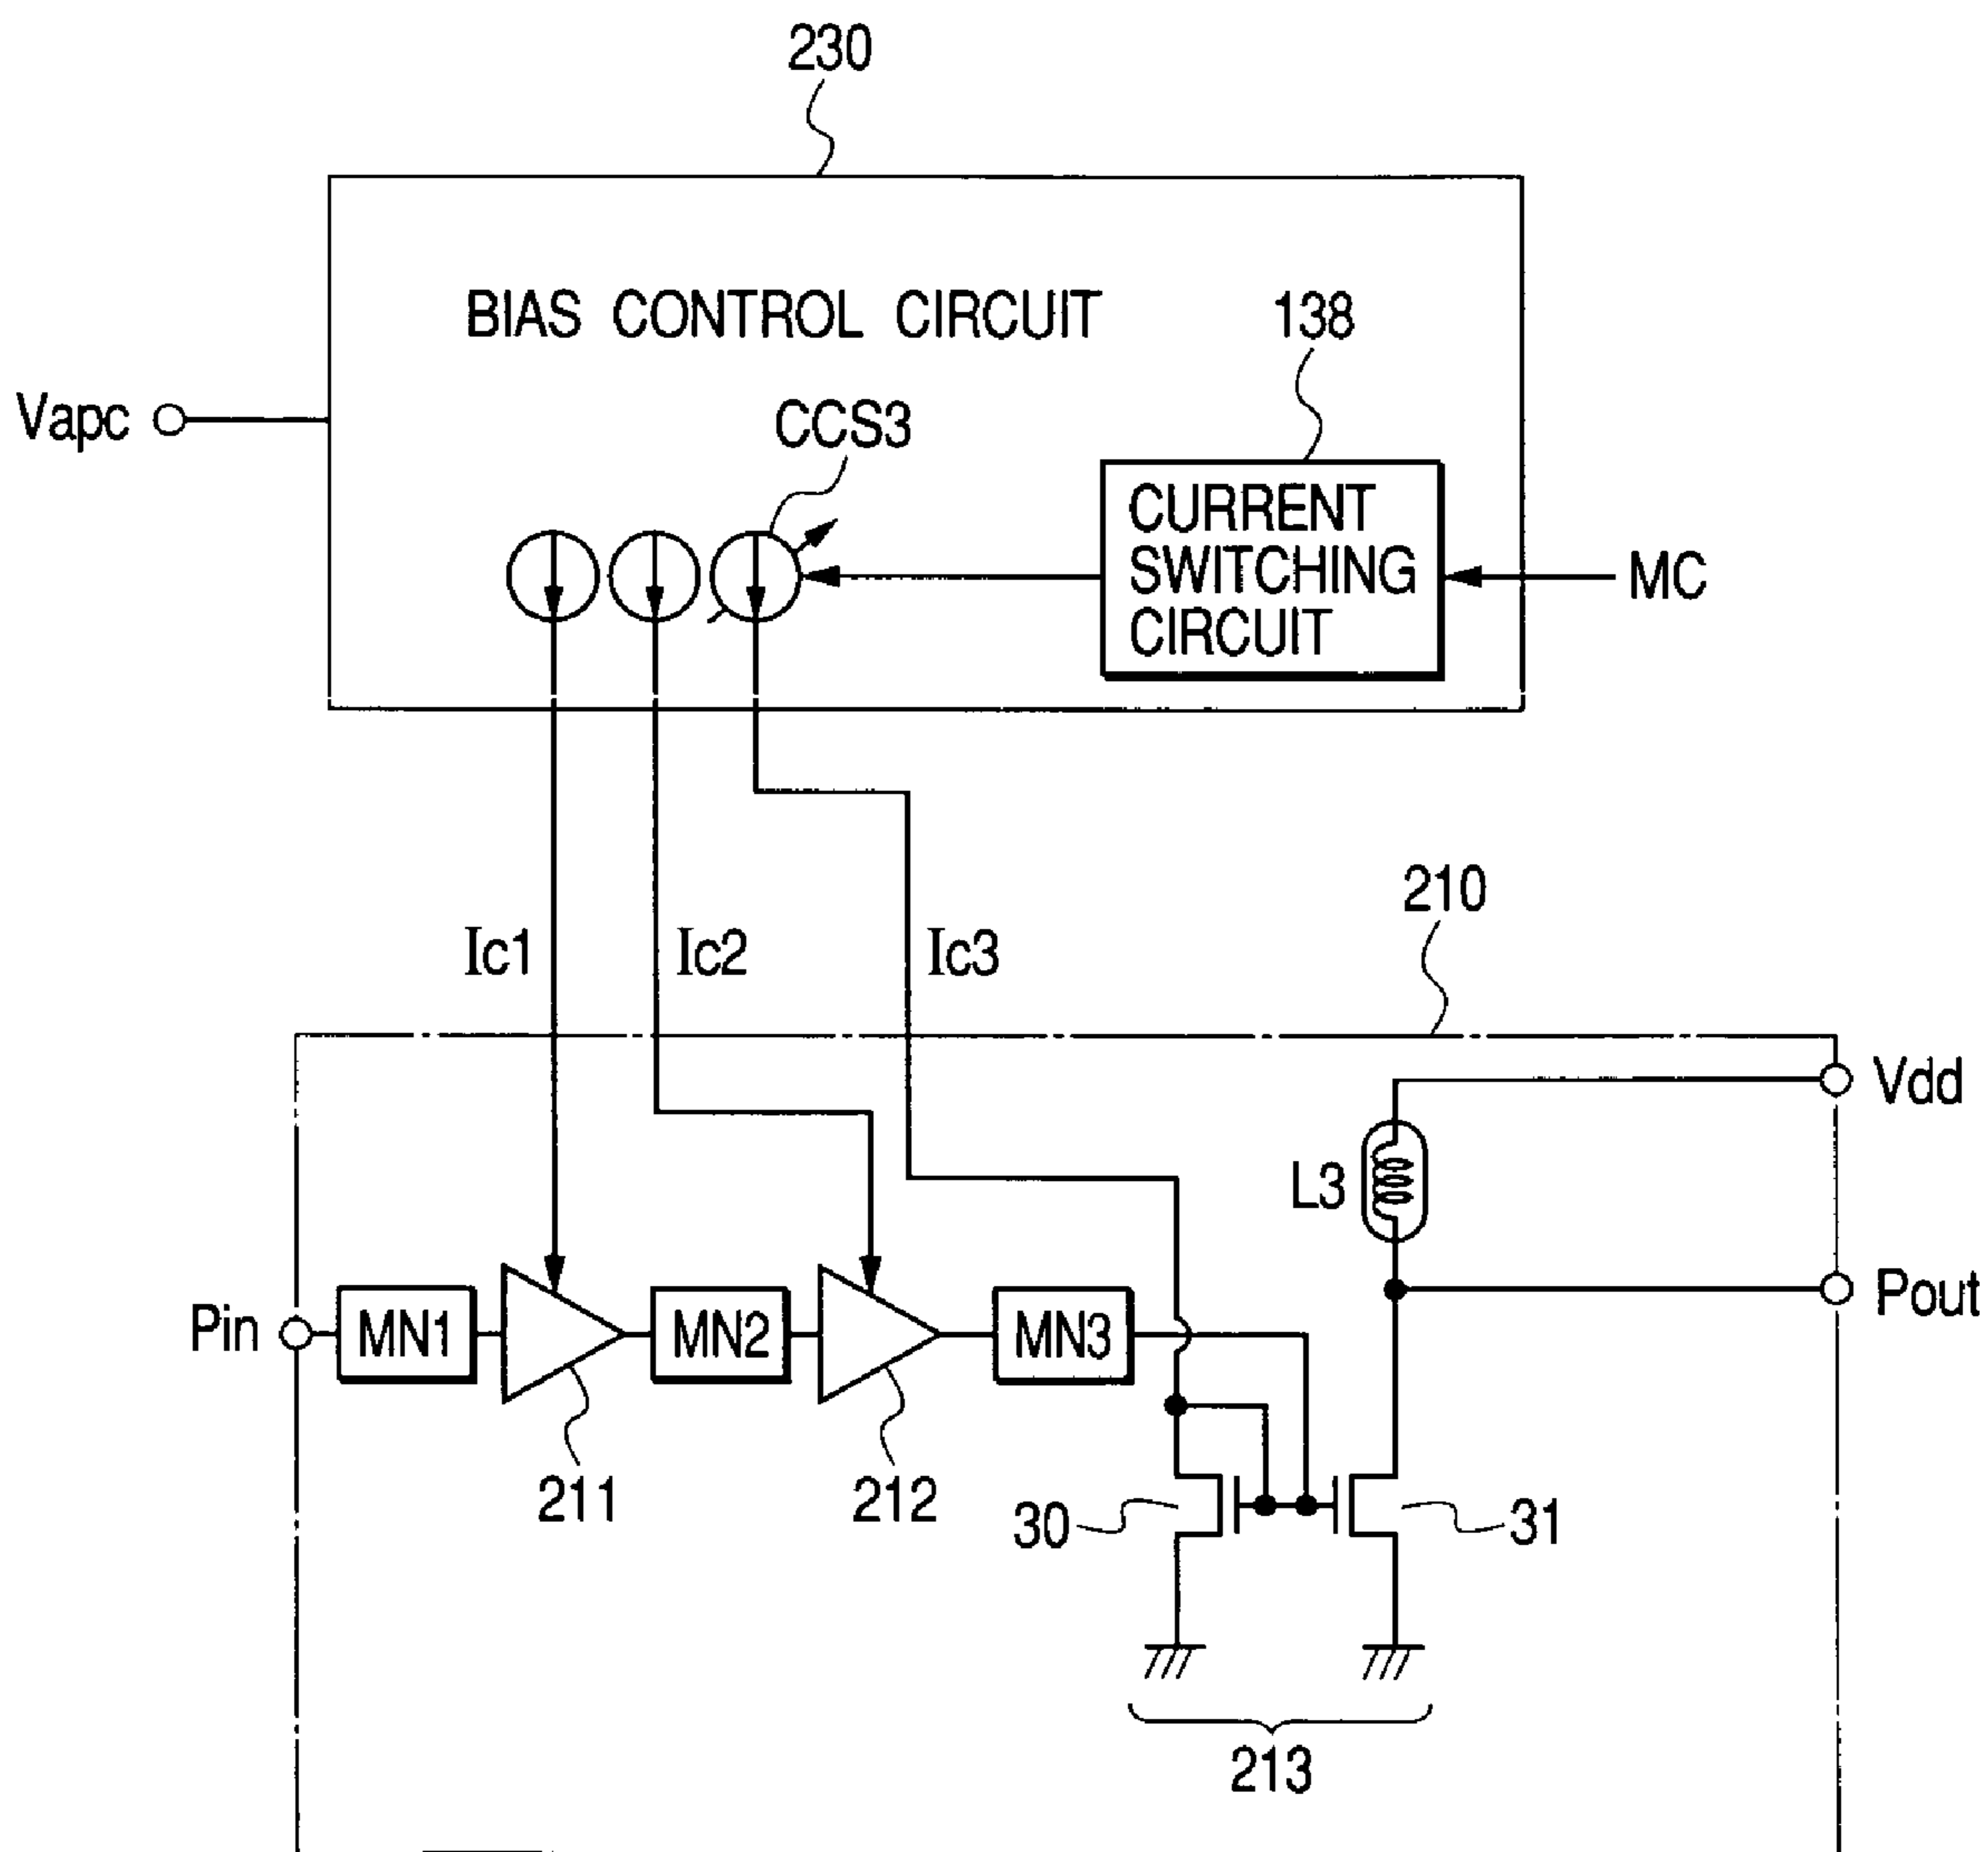 230
BIAS CONTROL CIRCUIT
138
Vapc
CCS3
CURRENT
SWITCHING
CIRCUIT
MC
210
Ic1
Ic2
Ic3
Vdd
L3
Pin
MN1
MN2
MN3
Pout
211
212
30
31
213